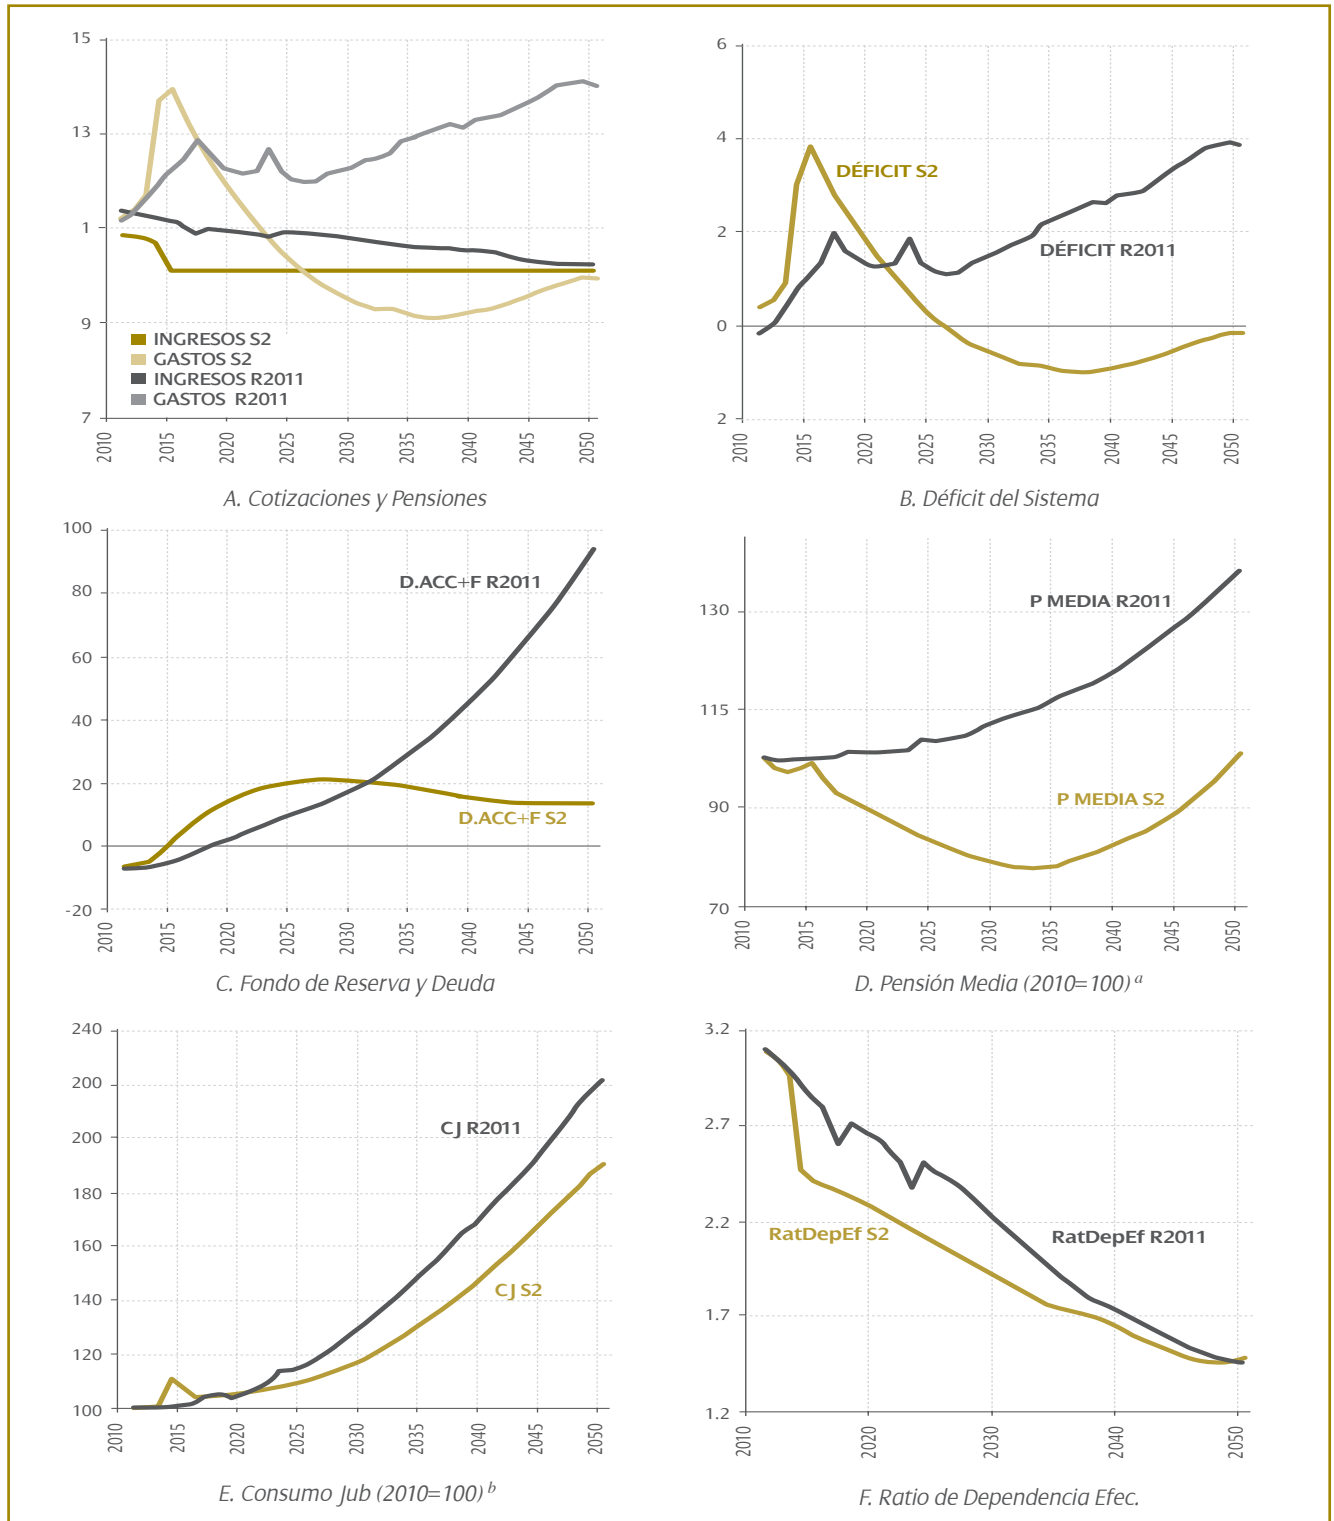 15
13
1
9
7
INGRESOS S2
GASTOS S2
INGRESOS R2011
GASTOS R2011
2010 2015 2020 2025 2030 2035 2040 2045 2050
A. Cotizaciones y Pensiones
6
4
2
0
2
DÉFICIT S2
DÉFICIT R2011
2010 2015 2020 2025 2030 2035 2040 2045 2050
B. Déficit del Sistema
100
80
60
40
20
0
-20
D.ACC+F R2011
D.ACC+F S2
2010 2015 2020 2025 2030 2035 2040 2045 2050
C. Fondo de Reserva y Deuda
130
115
90
70
P MEDIA R2011
P MEDIA S2
2010 2015 2020 2025 2030 2035 2040 2045 2050
D. Pensión Media (2010=100) a
240
200
200
180
160
140
120
100
CJ R2011
CJ S2
2010 2015 2020 2025 2030 2035 2040 2045 2050
E. Consumo Jub (2010=100) b
3.2
2.7
2.2
1.7
1.2
RatDepEf S2
RatDepEf R2011
2010 2020 2030 2040 2050
F. Ratio de Dependencia Efec.